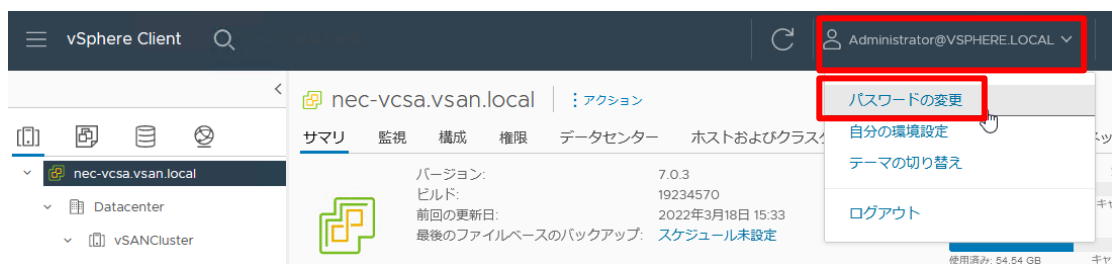 vSphere Client
Administrator@VSPHERE.LOCAL
nec-vcsa.vsan.local
アクション
パスワードの変更
自分の環境設定
テーマの切り替え
ログアウト
サマリ 監視 構成 権限 データセンター ホストおよびクラス
nec-vcsa.vsan.local
Datacenter
vSANCluster
バージョン: 7.0.3
ビルド: 19234570
前回の更新日: 2022年3月18日 15:33
最後のファイルベースのバックアップ: スケジュール未設定
使用済み: 54.54 GB